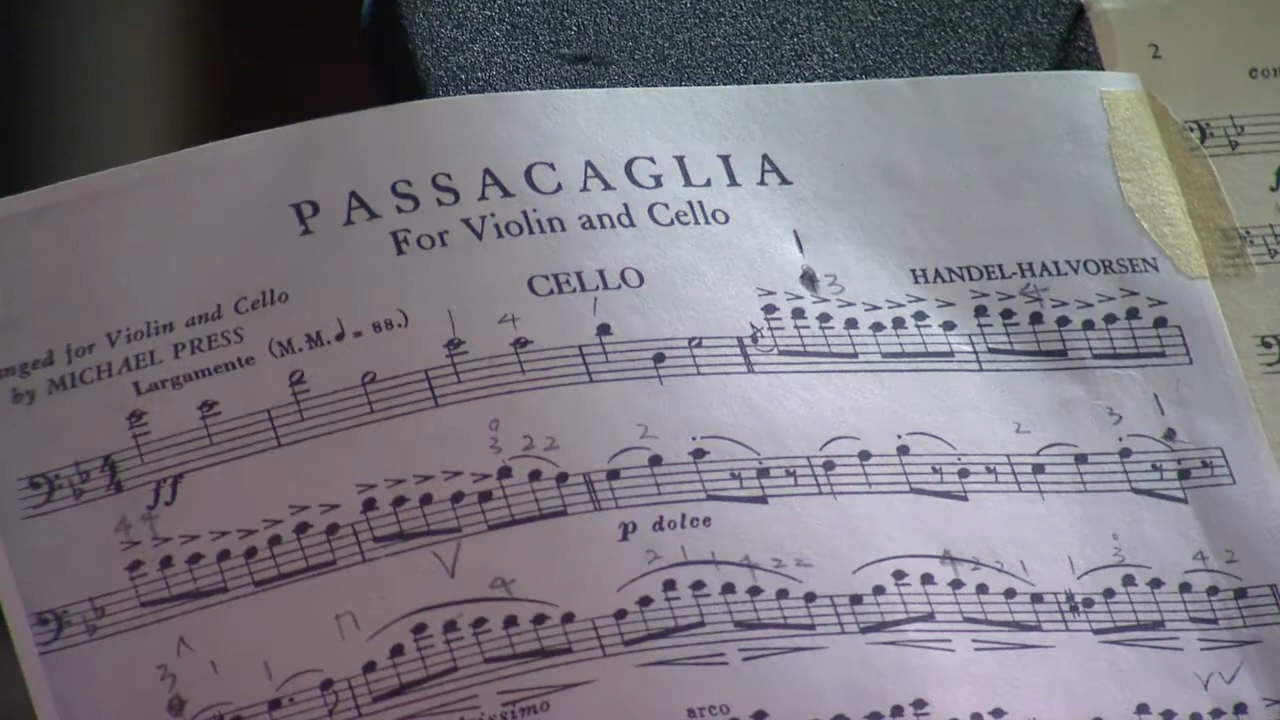 PASSACAGLIA
For Violin and Cello
CELLO
HANDEL-HALVORSEN
for Violin and Cello
by MICHAEL PRESS
Largamente (M.M. 𝅗𝅥 = 88.)
ff
p dolce
arco
2